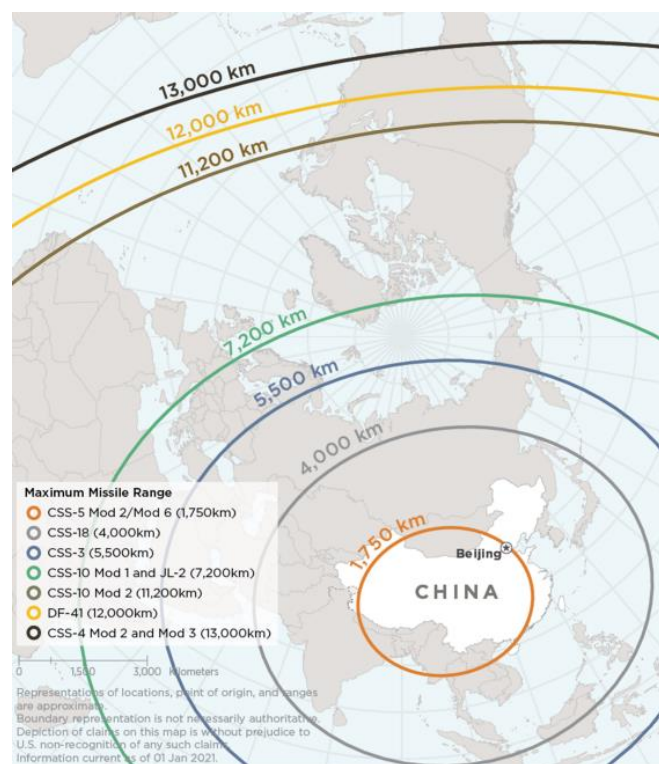 13,000 km
12,000 km
11,200 km
7,200 km
5,500 km
4,000 km
1,750 km
Beijing
CHINA
Maximum Missile Range
CSS-5 Mod 2/Mod 6 (1,750km)
CSS-18 (4,000km)
CSS-3 (5,500km)
CSS-10 Mod 1 and JL-2 (7,200km)
CSS-10 Mod 2 (11,200km)
DF-41 (12,000km)
CSS-4 Mod 2 and Mod 3 (13,000km)
0 1,500 3,000 Kilometers
Representations of locations, point of origin, and ranges
are approximate.
Boundary representation is not necessarily authoritative.
Depiction of claims on this map is without prejudice to
U.S. non-recognition of any such claims.
Information current as of 01 Jan 2021.